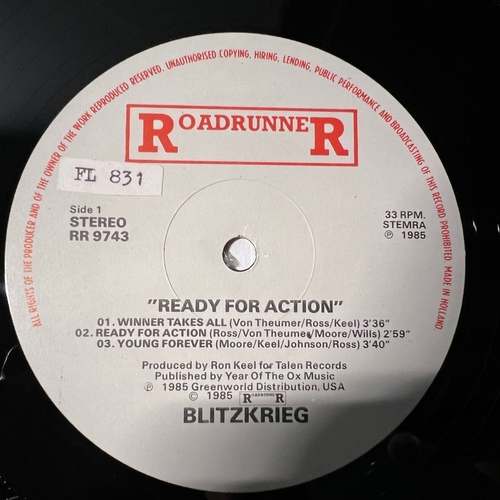 ALL RIGHTS OF THE PRODUCER AND OF THE OWNER OF THE WORK REPRODUCED RESERVED. UNAUTHORISED COPYING, HIRING, LENDING, PUBLIC PERFORMANCE AND BROADCASTING OF THIS RECORD PROHIBITED. MADE IN HOLLAND
ROADRUNNER
FL 831
Side 1
STEREO
RR 9743
33 RPM.
STEMRA
℗ 1985
"READY FOR ACTION"
01. WINNER TAKES ALL (Von Theumer/Ross/Keel) 3'36"
02. READY FOR ACTION (Ross/Von Theumer/Moore/Wills) 2'59"
03. YOUNG FOREVER (Moore/Keel/Johnson/Ross) 3'40"
Produced by Ron Keel for Talen Records
Published by Year Of The Ox Music
℗ 1985 Greenworld Distribution, USA
© 1985 ROADRUNNER
BLITZKRIEG